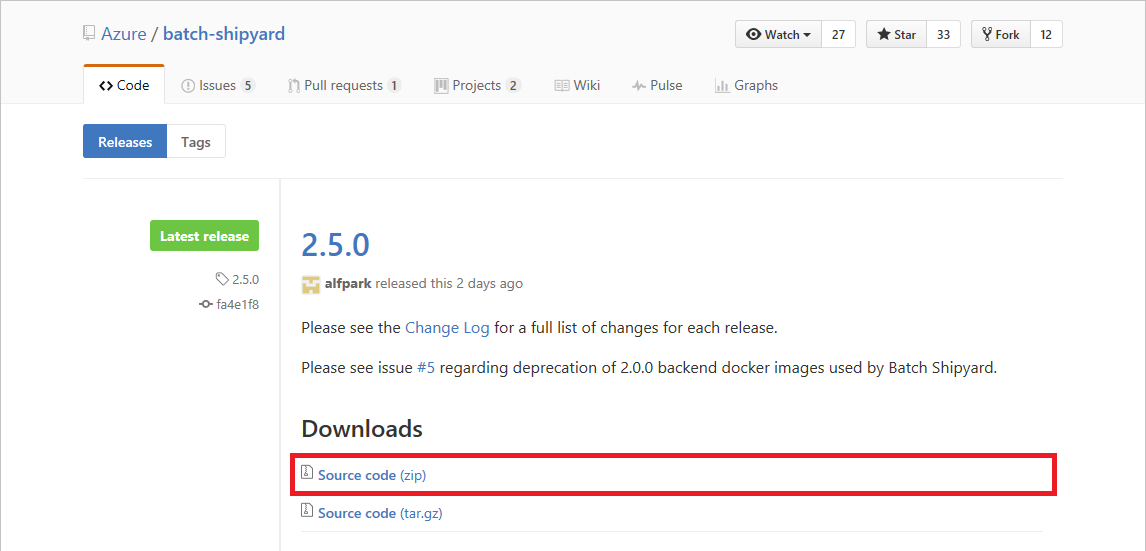 Azure / batch-shipyard
Watch 27 Star 33 Fork 12
Code Issues 5 Pull requests 1 Projects 2 Wiki Pulse Graphs
Releases Tags
Latest release
2.5.0
fa4e1f8
2.5.0
alfpark released this 2 days ago
Please see the Change Log for a full list of changes for each release.
Please see issue #5 regarding deprecation of 2.0.0 backend docker images used by Batch Shipyard.
Downloads
Source code (zip)
Source code (tar.gz)